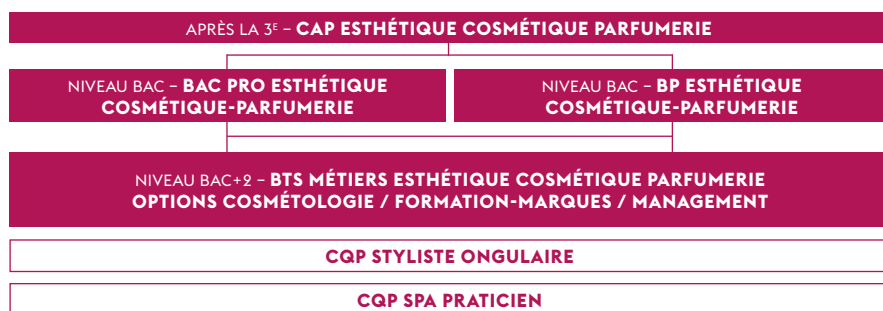 APRÈS LA 3E – CAP ESTHÉTIQUE COSMÉTIQUE PARFUMERIE
NIVEAU BAC – BAC PRO ESTHÉTIQUE
COSMÉTIQUE-PARFUMERIE
NIVEAU BAC – BP ESTHÉTIQUE
COSMÉTIQUE-PARFUMERIE
NIVEAU BAC+2 – BTS MÉTIERS ESTHÉTIQUE COSMÉTIQUE PARFUMERIE
OPTIONS COSMÉTOLOGIE / FORMATION-MARQUES / MANAGEMENT
CQP STYLISTE ONGULAIRE
CQP SPA PRATICIEN